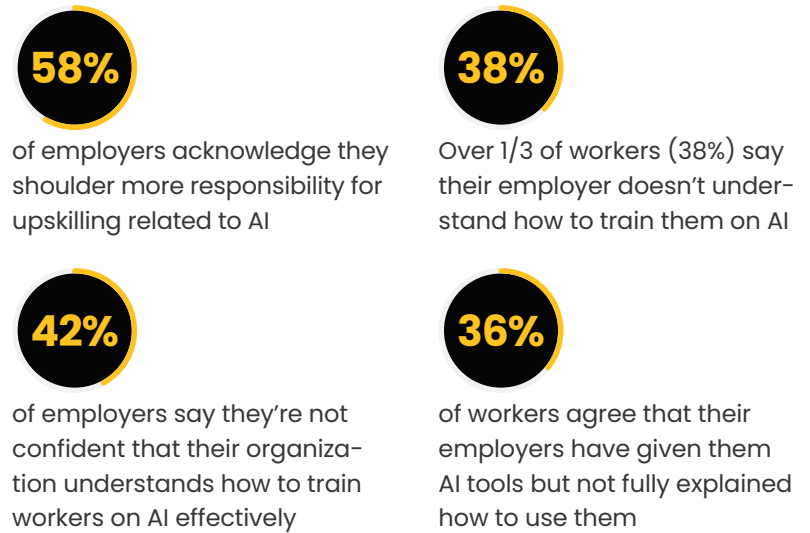 58%
of employers acknowledge they
shoulder more responsibility for
upskilling related to AI
38%
Over 1/3 of workers (38%) say
their employer doesn’t under-
stand how to train them on AI
42%
of employers say they’re not
confident that their organiza-
tion understands how to train
workers on AI effectively
36%
of workers agree that their
employers have given them
AI tools but not fully explained
how to use them